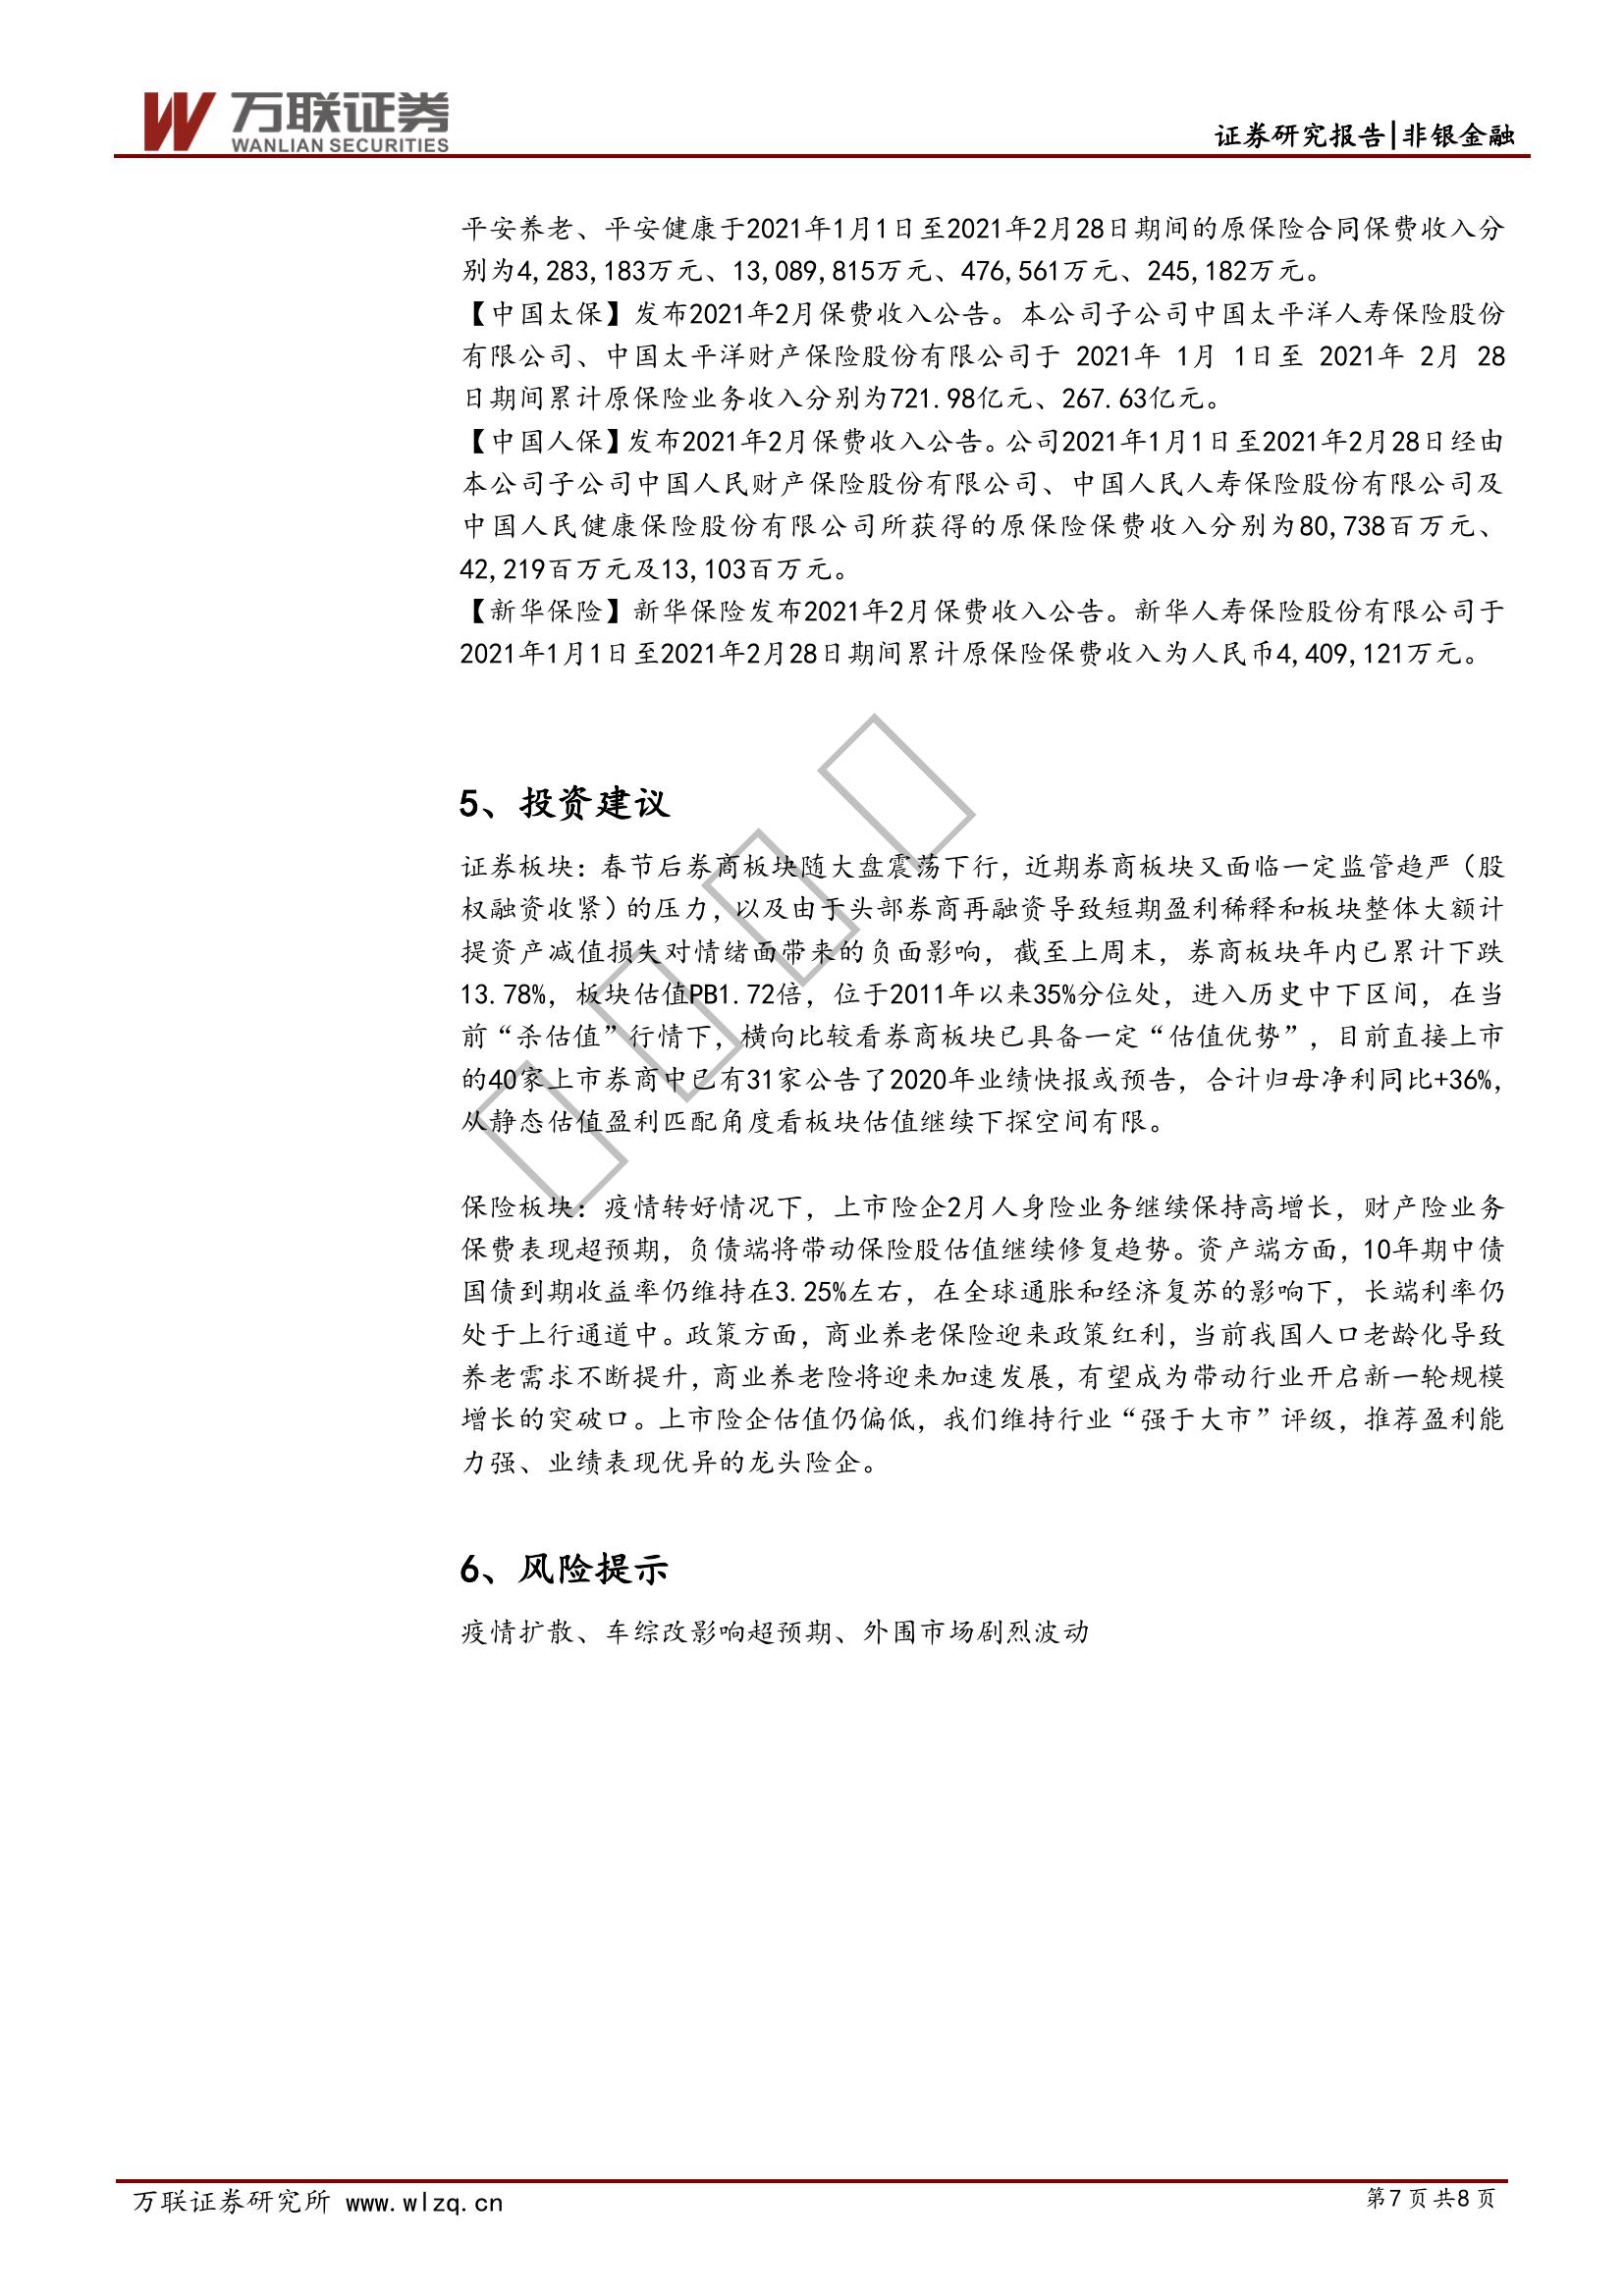 万联证券
WANLIAN SECURITIES
证券研究报告|非银金融
平安养老、平安健康于2021年1月1日至2021年2月28日期间的原保险合同保费收入分
别为4,283,183万元、13,089,815万元、476,561万元、245,182万元。
【中国太保】发布2021年2月保费收入公告。本公司子公司中国太平洋人寿保险股份
有限公司、中国太平洋财产保险股份有限公司于 2021年 1月 1日至 2021年 2月 28
日期间累计原保险业务收入分别为721.98亿元、267.63亿元。
【中国人保】发布2021年2月保费收入公告。公司2021年1月1日至2021年2月28日经由
本公司子公司中国人民财产保险股份有限公司、中国人民人寿保险股份有限公司及
中国人民健康保险股份有限公司所获得的原保险保费收入分别为80,738百万元、
42,219百万元及13,103百万元。
【新华保险】新华保险发布2021年2月保费收入公告。新华人寿保险股份有限公司于
2021年1月1日至2021年2月28日期间累计原保险保费收入为人民币4,409,121万元。
5、投资建议
证券板块：春节后券商板块随大盘震荡下行，近期券商板块又面临一定监管趋严（股
权融资收紧）的压力，以及由于头部券商再融资导致短期盈利稀释和板块整体大额计
提资产减值损失对情绪面带来的负面影响，截至上周末，券商板块年内已累计下跌
13.78%，板块估值PB1.72倍，位于2011年以来35%分位处，进入历史中下区间，在当
前“杀估值”行情下，横向比较看券商板块已具备一定“估值优势”，目前直接上市
的40家上市券商中已有31家公告了2020年业绩快报或预告，合计归母净利同比+36%，
从静态估值盈利匹配角度看板块估值继续下探空间有限。
保险板块：疫情转好情况下，上市险企2月人身险业务继续保持高增长，财产险业务
保费表现超预期，负债端将带动保险股估值继续修复趋势。资产端方面，10年期中债
国债到期收益率仍维持在3.25%左右，在全球通胀和经济复苏的影响下，长端利率仍
处于上行通道中。政策方面，商业养老保险迎来政策红利，当前我国人口老龄化导致
养老需求不断提升，商业养老险将迎来加速发展，有望成为带动行业开启新一轮规模
增长的突破口。上市险企估值仍偏低，我们维持行业“强于大市”评级，推荐盈利能
力强、业绩表现优异的龙头险企。
6、风险提示
疫情扩散、车综改影响超预期、外围市场剧烈波动
万联证券研究所 www.wlzq.cn
第7页共8页